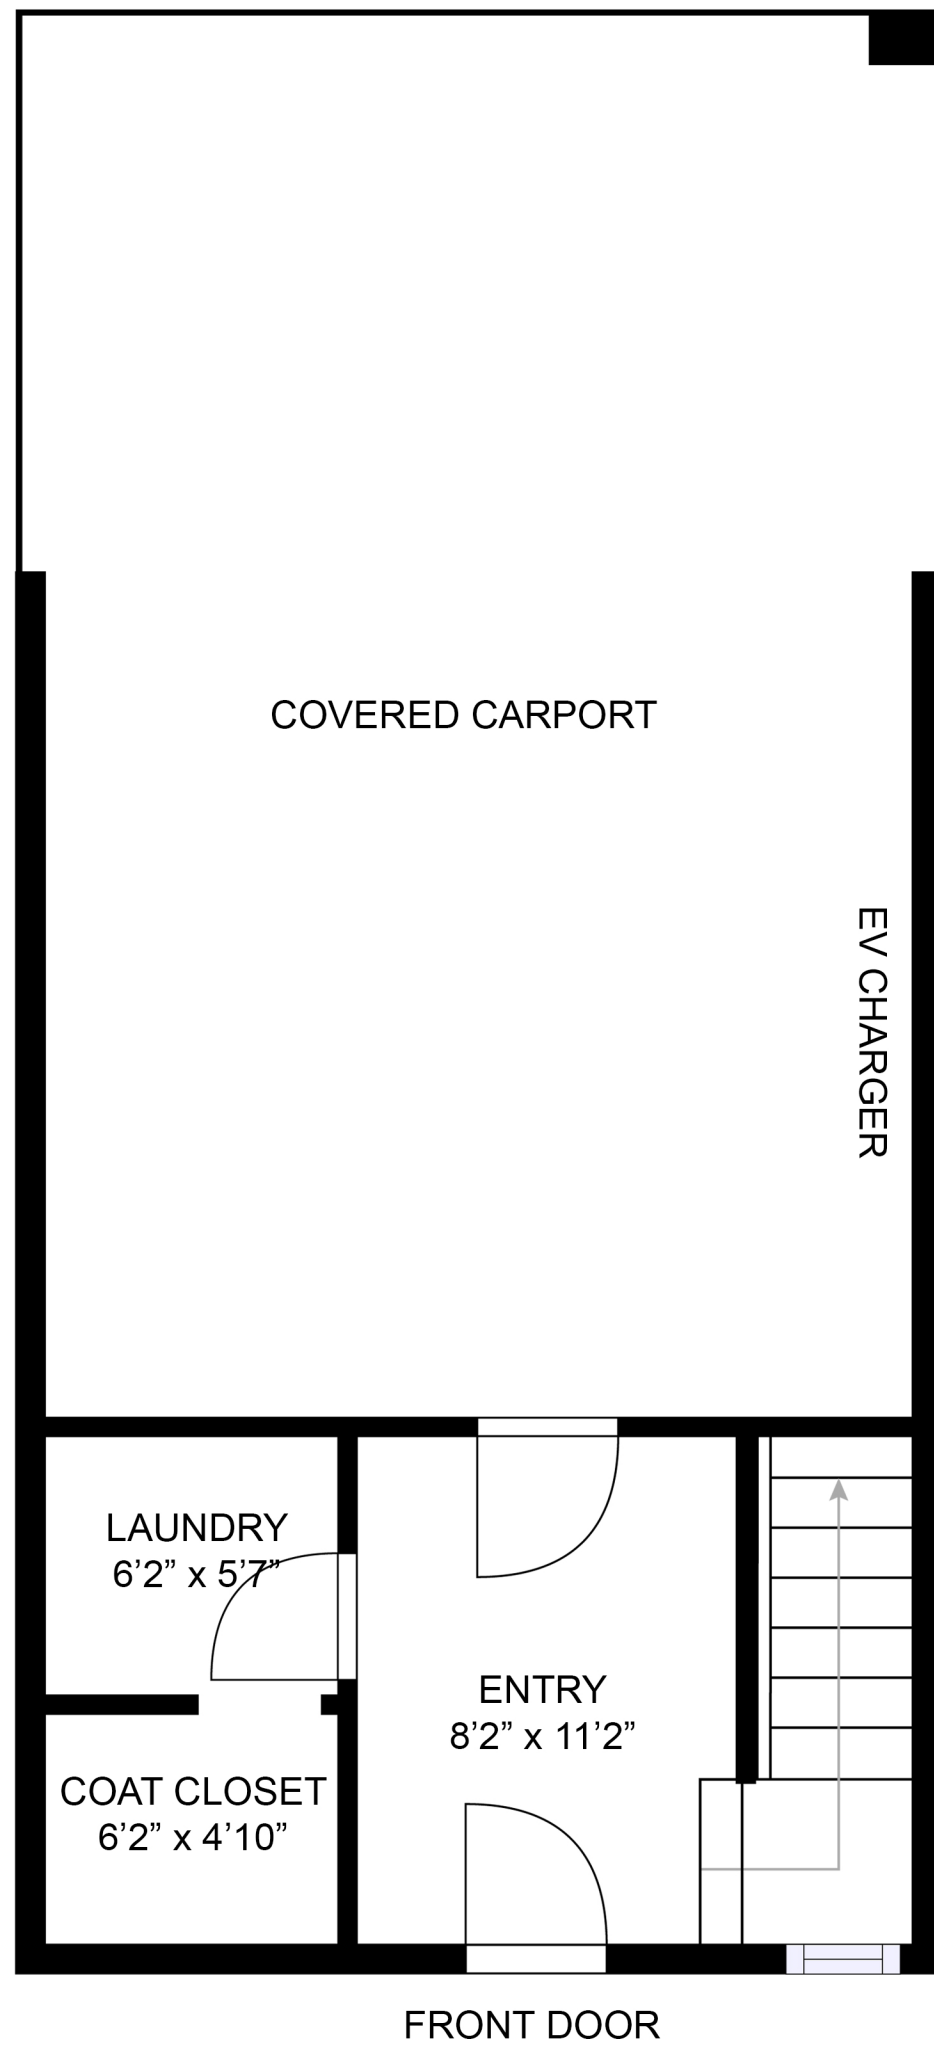 COVERED CARPORT
EV CHARGER
LAUNDRY
6’2” x 5’7”
ENTRY
8’2” x 11’2”
COAT CLOSET
6’2” x 4’10”
FRONT DOOR